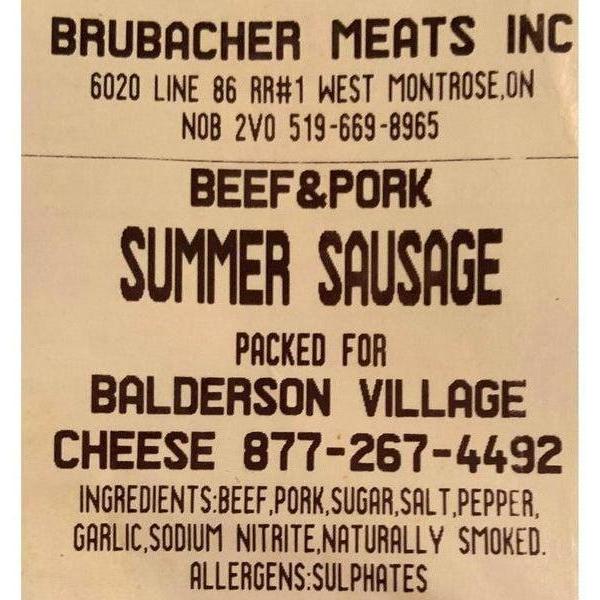 BRUBACHER MEATS INC
6020 LINE 86 RR#1 WEST MONTROSE,ON
N0B 2V0 519-669-8965
BEEF&PORK
SUMMER SAUSAGE
PACKED FOR
BALDERSON VILLAGE
CHEESE 877-267-4492
INGREDIENTS:BEEF,PORK,SUGAR,SALT,PEPPER,
GARLIC,SODIUM NITRITE,NATURALLY SMOKED.
ALLERGENS:SULPHATES